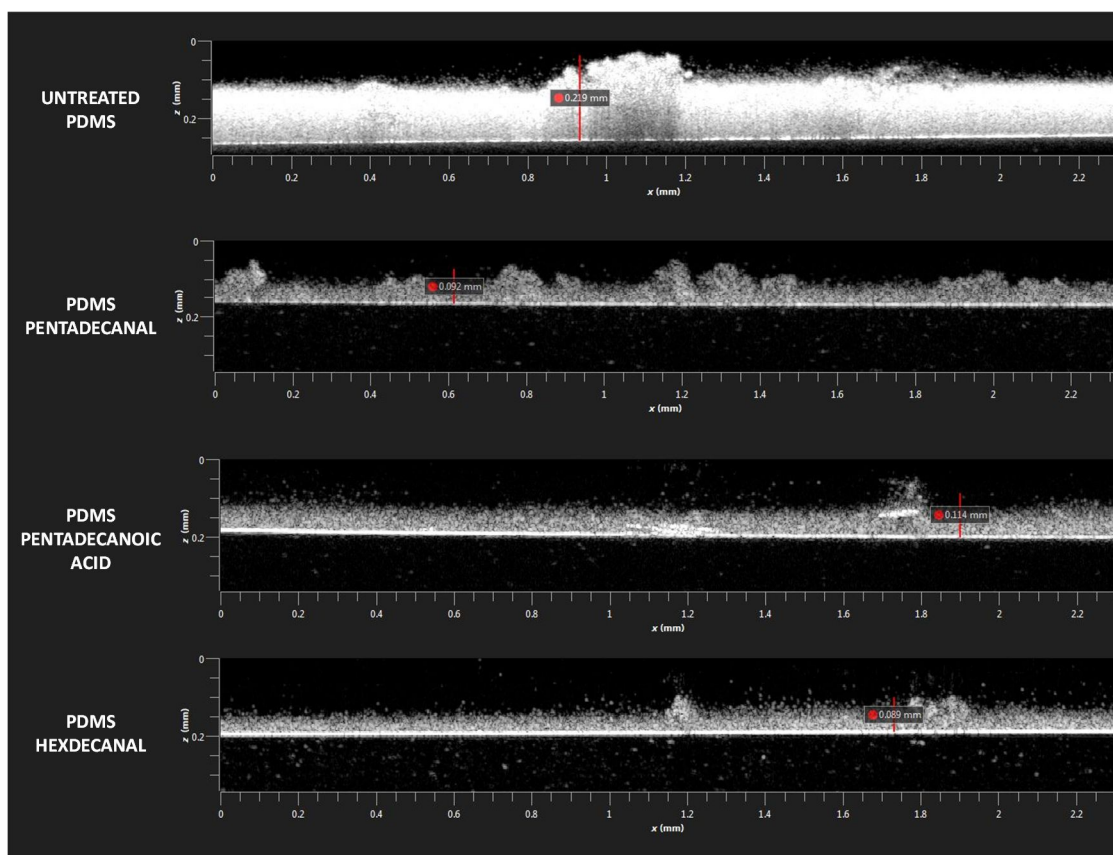 UNTREATED
PDMS
0
0.2
z (mm)
0.219 mm
0 0.2 0.4 0.6 0.8 1 1.2 1.4 1.6 1.8 2 2.2
x (mm)
PDMS
PENTADECANAL
0
0.2
z (mm)
0.092 mm
0 0.2 0.4 0.6 0.8 1 1.2 1.4 1.6 1.8 2 2.2
x (mm)
PDMS
PENTADECANOIC
ACID
0
0.2
z (mm)
0.114 mm
0 0.2 0.4 0.6 0.8 1 1.2 1.4 1.6 1.8 2 2.2
x (mm)
PDMS
HEXDECANAL
0
0.2
z (mm)
0.089 mm
0 0.2 0.4 0.6 0.8 1 1.2 1.4 1.6 1.8 2 2.2
x (mm)